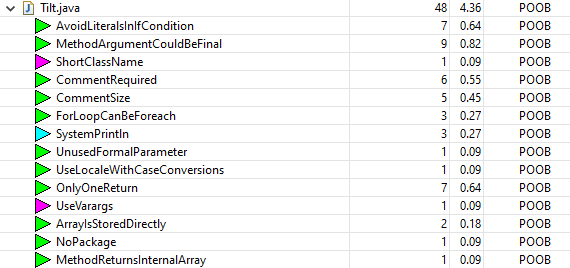 Tilt.java 48 4.36 POOB
AvoidLiteralsInIfCondition 7 0.64 POOB
MethodArgumentCouldBeFinal 9 0.82 POOB
ShortClassName 1 0.09 POOB
CommentRequired 6 0.55 POOB
CommentSize 5 0.45 POOB
ForLoopCanBeForeach 3 0.27 POOB
SystemPrintln 3 0.27 POOB
UnusedFormalParameter 1 0.09 POOB
UseLocaleWithCaseConversions 1 0.09 POOB
OnlyOneReturn 7 0.64 POOB
UseVarargs 1 0.09 POOB
ArrayIsStoredDirectly 2 0.18 POOB
NoPackage 1 0.09 POOB
MethodReturnsInternalArray 1 0.09 POOB